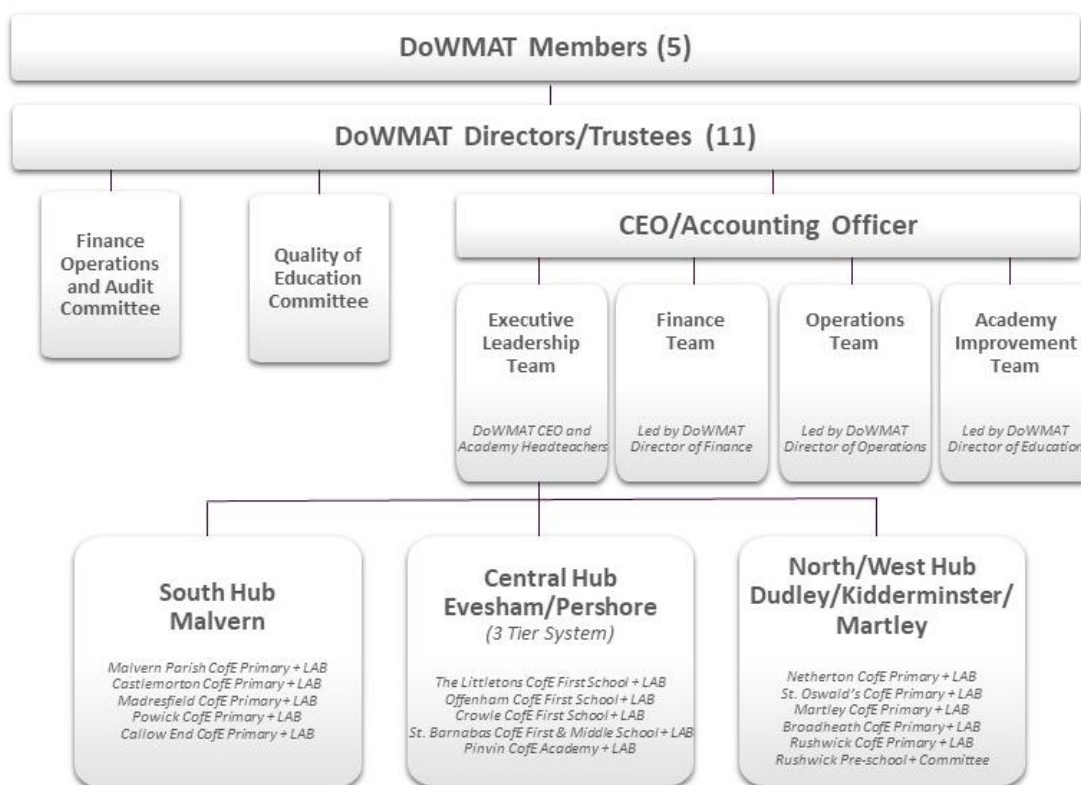 DoWMAT Members (5)
DoWMAT Directors/Trustees (11)
Finance
Operations
and Audit
Committee
Quality of
Education
Committee
CEO/Accounting Officer
Executive
Leadership
Team
DoWMAT CEO and
Academy Headteachers
Finance
Team
Led by DoWMAT
Director of Finance
Operations
Team
Led by DoWMAT
Director of Operations
Academy
Improvement
Team
Led by DoWMAT
Director of Education
South Hub
Malvern
Malvern Parish CofE Primary + LAB
Castlemorton CofE Primary + LAB
Madresfield CofE Primary + LAB
Powick CofE Primary + LAB
Callow End CofE Primary + LAB
Central Hub
Evesham/Pershore
(3 Tier System)
The Littletons CofE First School + LAB
Offenham CofE First School + LAB
Crowle CofE First School + LAB
St. Barnabas CofE First & Middle School + LAB
Pinvin CofE Academy + LAB
North/West Hub
Dudley/Kidderminster/
Martley
Netherton CofE Primary + LAB
St. Oswald's CofE Primary + LAB
Martley CofE Primary + LAB
Broadheath CofE Primary + LAB
Rushwick CofE Primary + LAB
Rushwick Pre-school + Committee